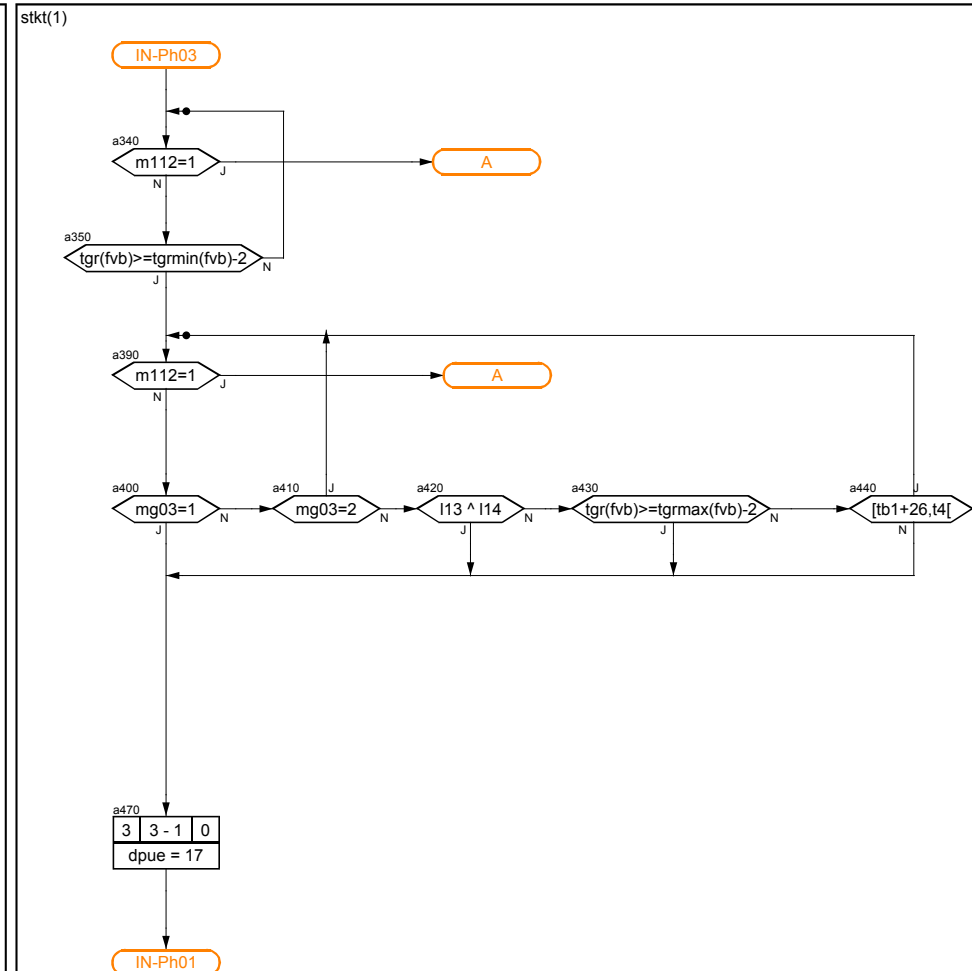 stkt(1)
IN-Ph03
a340
m112=1
J
A
N
a350
tgr(fvb)>=tgrmin(fvb)-2
N
J
a390
m112=1
J
A
N
a400
mg03=1
N
J
a410
J
mg03=2
N
a420
l13 ^ l14
N
J
a430
tgr(fvb)>=tgrmax(fvb)-2
N
J
a440
J
[tb1+26,t4[
N
a470
3 3 - 1 0
dpue = 17
IN-Ph01